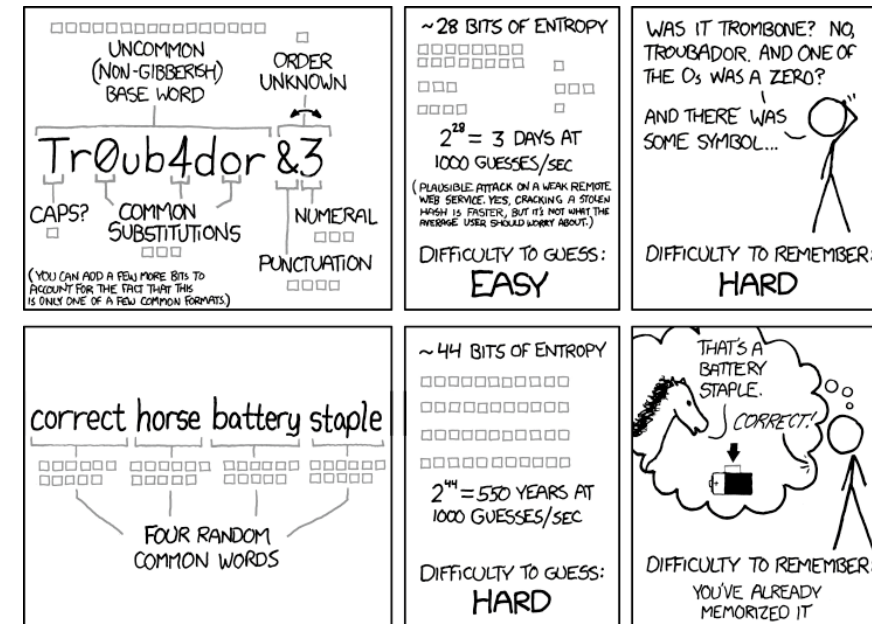 UNCOMMON
(NON-GIBBERISH)
BASE WORD
ORDER
UNKNOWN
Tr0ub4dor &3
CAPS?
COMMON
SUBSTITUTIONS
NUMERAL
PUNCTUATION
(YOU CAN ADD A FEW MORE BITS TO
ACCOUNT FOR THE FACT THAT THIS
IS ONLY ONE OF A FEW COMMON FORMATS.)
~28 BITS OF ENTROPY
2²⁸ = 3 DAYS AT
1000 GUESSES/SEC
(PLAUSIBLE ATTACK ON A WEAK REMOTE
WEB SERVICE. YES, CRACKING A STOLEN
HASH IS FASTER, BUT IT'S NOT WHAT THE
AVERAGE USER SHOULD WORRY ABOUT.)
DIFFICULTY TO GUESS:
EASY
WAS IT TROMBONE? NO,
TROUBADOR. AND ONE OF
THE Os WAS A ZERO?
AND THERE WAS
SOME SYMBOL...
DIFFICULTY TO REMEMBER:
HARD
correct horse battery staple
FOUR RANDOM
COMMON WORDS
~44 BITS OF ENTROPY
2⁴⁴ = 550 YEARS AT
1000 GUESSES/SEC
DIFFICULTY TO GUESS:
HARD
THAT'S A
BATTERY
STAPLE.
CORRECT!
DIFFICULTY TO REMEMBER:
YOU'VE ALREADY
MEMORIZED IT